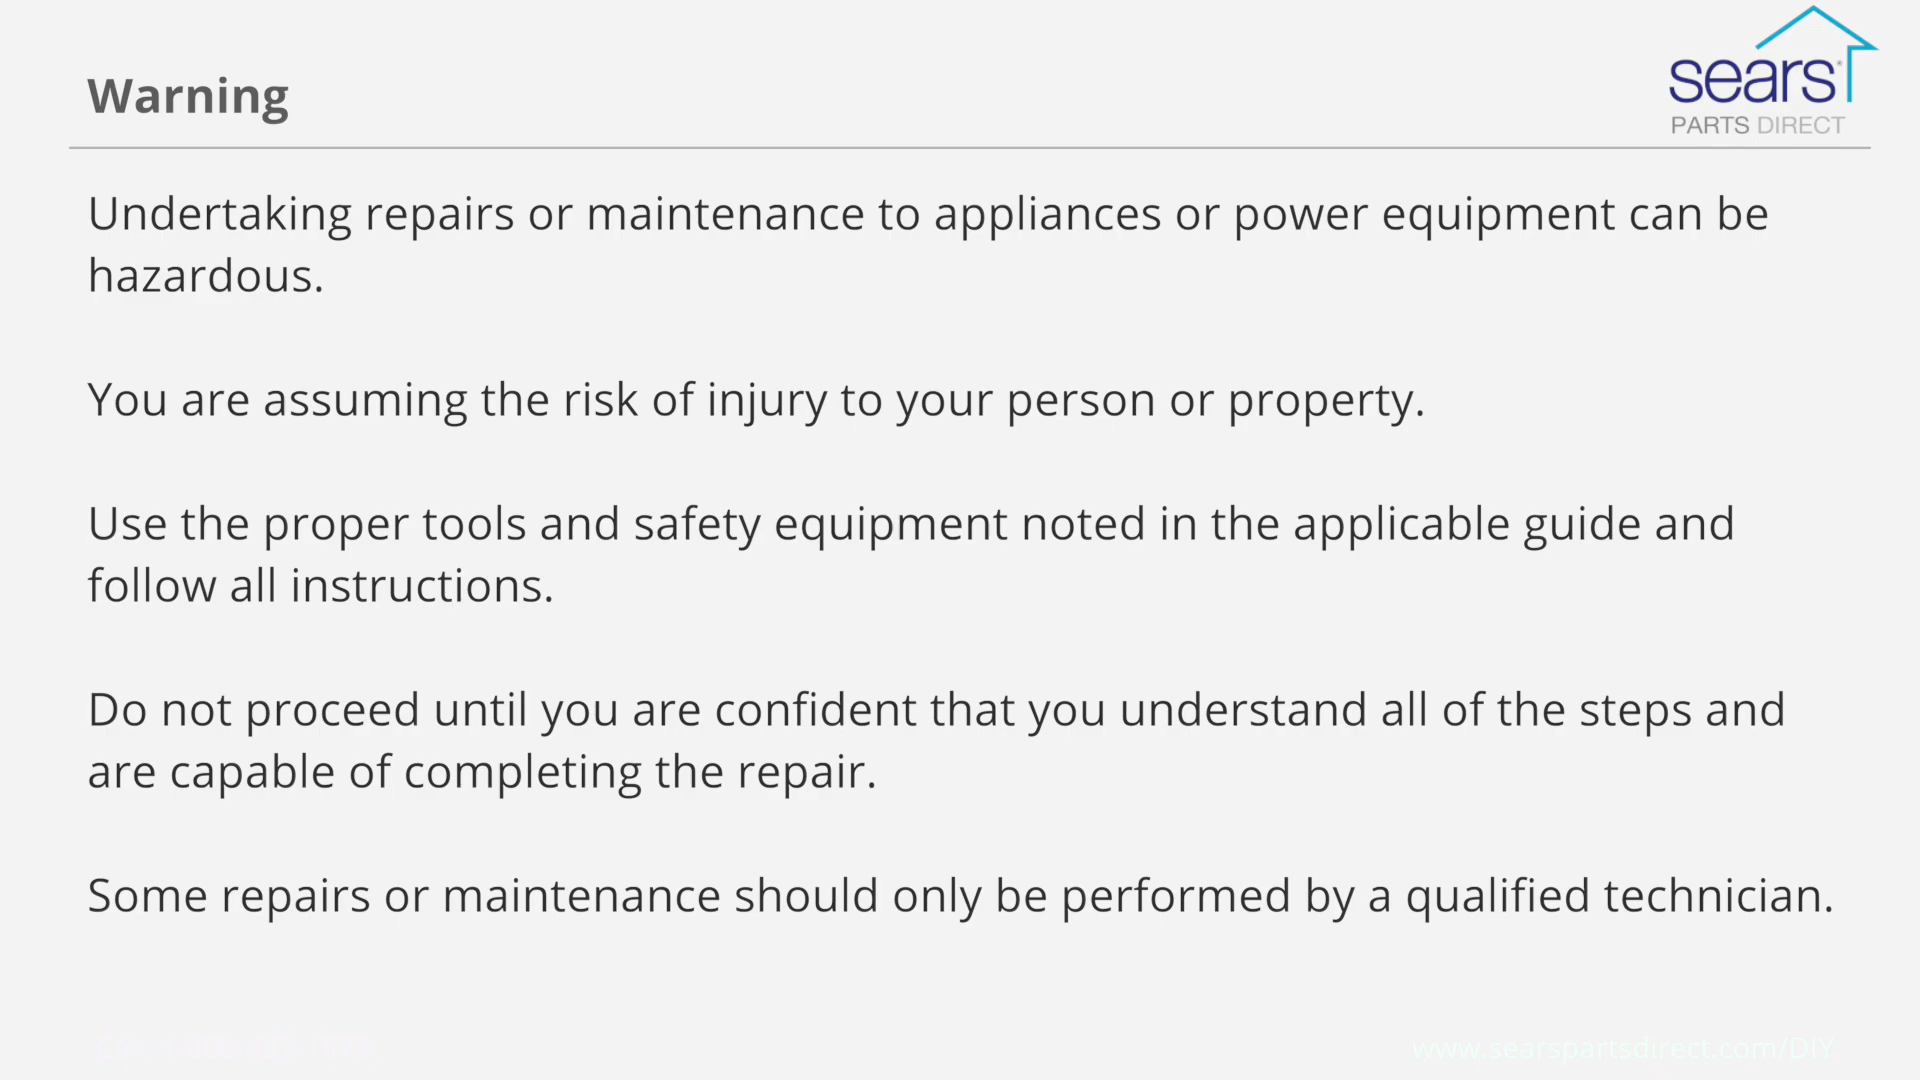 sears
PARTS DIRECT
Warning
Undertaking repairs or maintenance to appliances or power equipment can be
hazardous.
You are assuming the risk of injury to your person or property.
Use the proper tools and safety equipment noted in the applicable guide and
follow all instructions.
Do not proceed until you are confident that you understand all of the steps and
are capable of completing the repair.
Some repairs or maintenance should only be performed by a qualified technician.
www.searspartsdirect.com/DIY